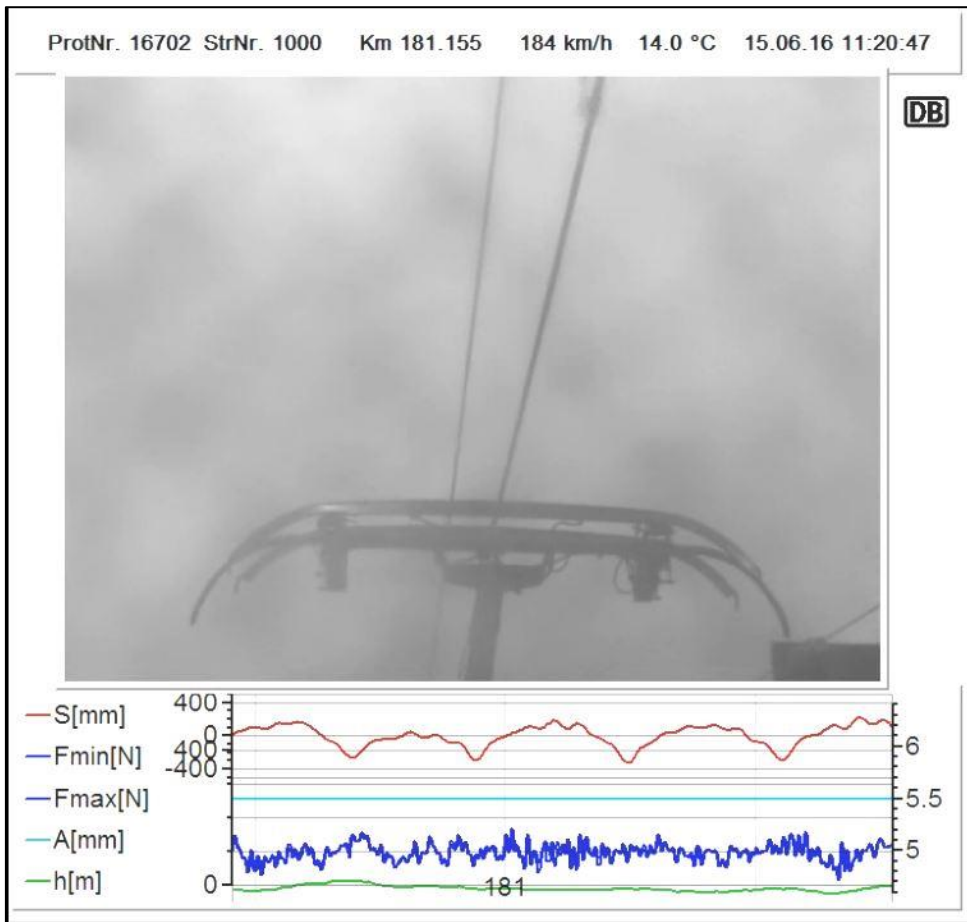 ProtNr. 16702 StrNr. 1000 Km 181.155 184 km/h 14.0 °C 15.06.16 11:20:47
DB
S[mm]
Fmin[N]
Fmax[N]
A[mm]
h[m]
400
0
400
-400
0
181
6
5.5
5